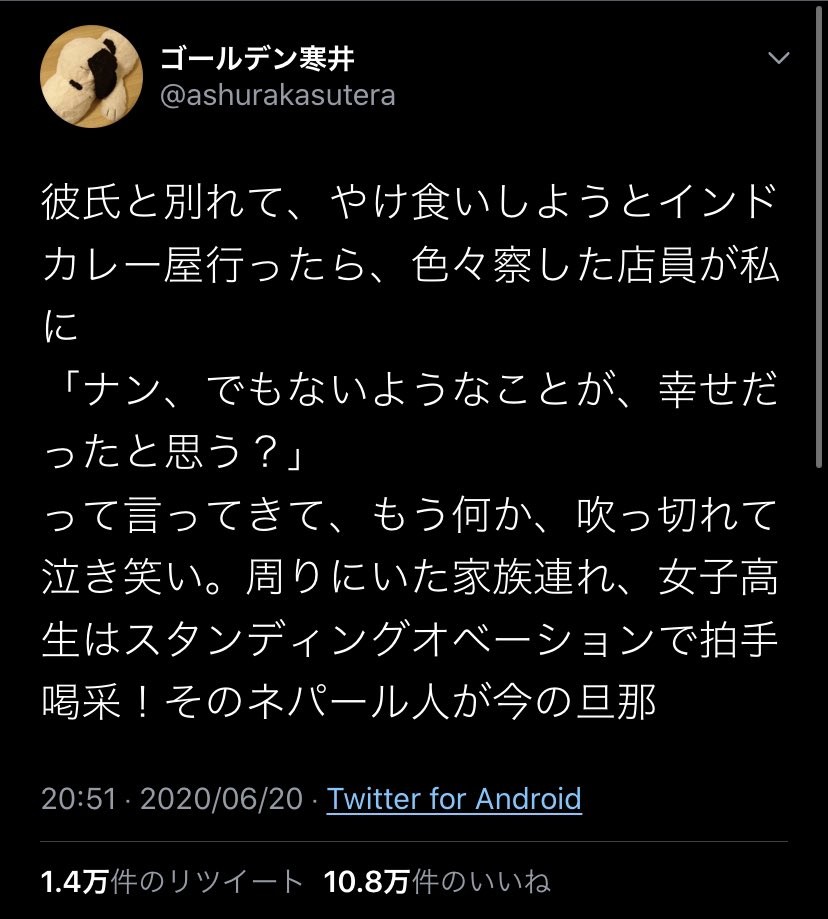 ゴールデン寒井
@ashurakasutera
彼氏と別れて、やけ食いしようとインド
カレー屋行ったら、色々察した店員が私
に
「ナン、でもないようなことが、幸せだ
ったと思う？」
って言ってきて、もう何か、吹っ切れて
泣き笑い。周りにいた家族連れ、女子高
生はスタンディングオベーションで拍手
喝采！そのネパール人が今の旦那
20:51 · 2020/06/20 · Twitter for Android
1.4万件のリツイート 10.8万件のいいね